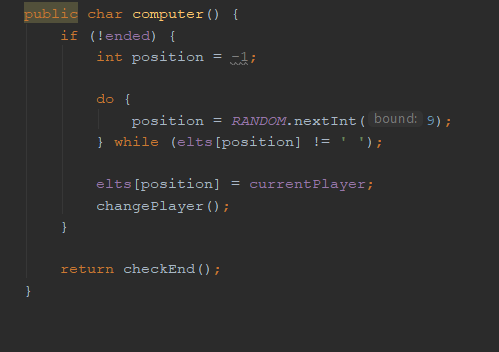 public char computer() {
if (!ended) {
int position = -1;
do {
position = RANDOM.nextInt( bound: 9);
} while (elts[position] != ' ');
elts[position] = currentPlayer;
changePlayer();
}
return checkEnd();
}